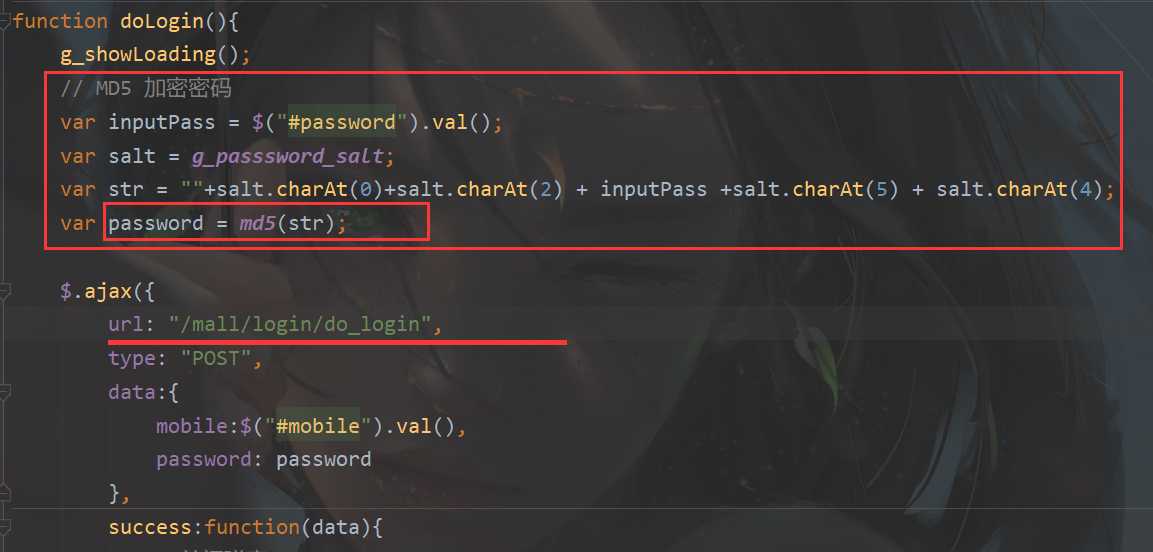 function doLogin(){
g_showLoading();
// MD5 加密密码
var inputPass = $("#password").val();
var salt = g_passsword_salt;
var str = ""+salt.charAt(0)+salt.charAt(2) + inputPass +salt.charAt(5) + salt.charAt(4);
var password = md5(str);
$.ajax({
url: "/mall/login/do_login",
type: "POST",
data:{
mobile:$("#mobile").val(),
password: password
},
success:function(data){